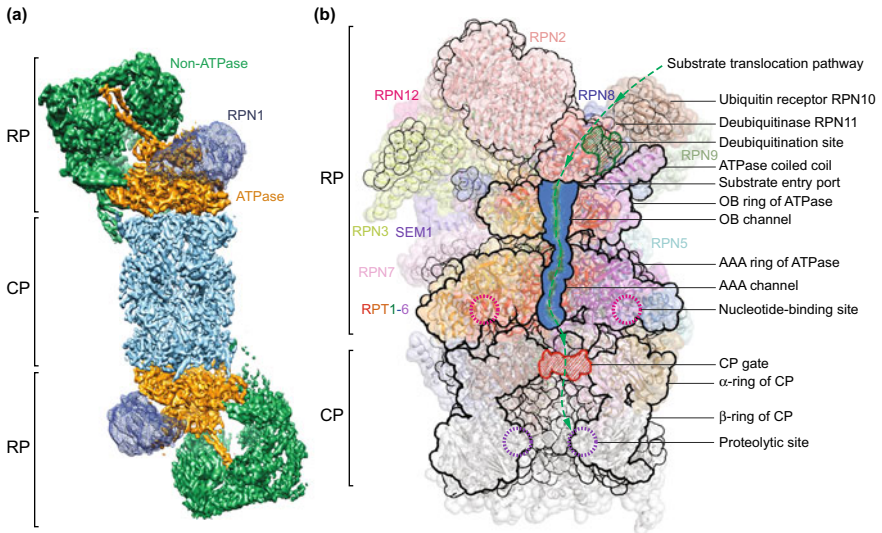 (a)
Non-ATPase
RPN1
ATPase
RP
CP
RP
(b)
RPN2
RPN12
RPN8
RPN9
RPN3
SEM1
RPN5
RPN7
RPT1-6
RP
CP
Substrate translocation pathway
Ubiquitin receptor RPN10
Deubiquitinase RPN11
Deubiquitination site
ATPase coiled coil
Substrate entry port
OB ring of ATPase
OB channel
AAA ring of ATPase
AAA channel
Nucleotide-binding site
CP gate
α-ring of CP
β-ring of CP
Proteolytic site